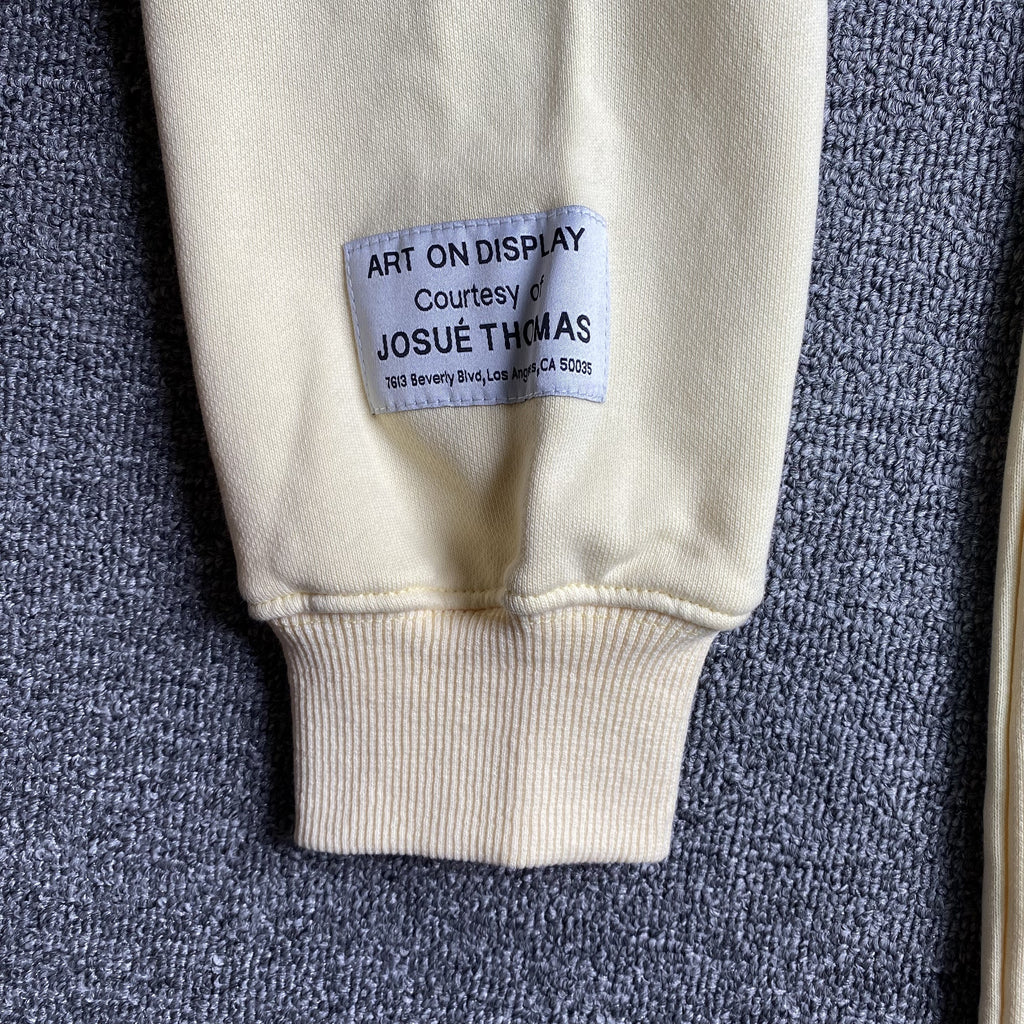 ART ON DISPLAY
Courtesy of
JOSUÉ THOMAS
7613 Beverly Blvd, Los Angeles, CA 50035